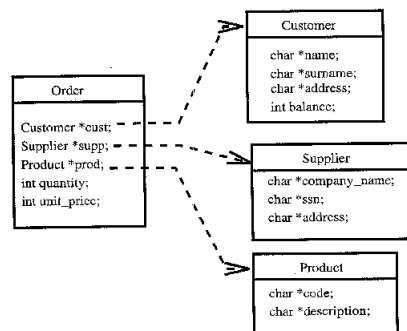 Order
Customer *cust;
Supplier *supp;
Product *prod;
int quantity;
int unit_price;
Customer
char *name;
char *surname;
char *address;
int balance;
Supplier
char *company_name;
char *ssn;
char *address;
Product
char *code;
char *description;